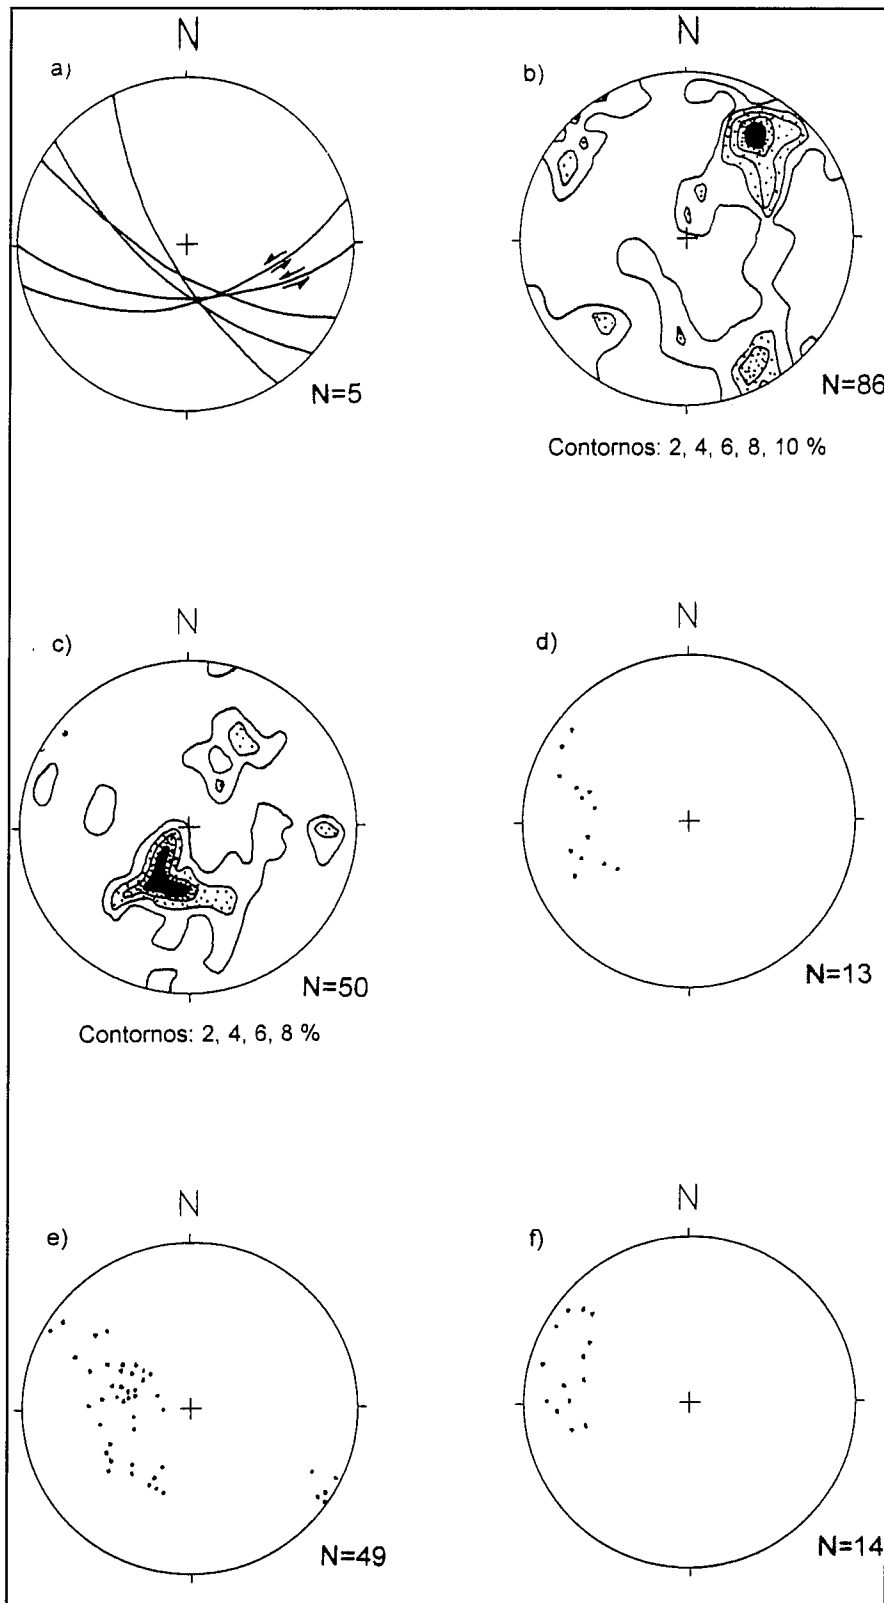 N
a)
N=5
N
b)
N=86
Contornos: 2, 4, 6, 8, 10 %
N
c)
N=50
Contornos: 2, 4, 6, 8 %
N
d)
N=13
N
e)
N=49
N
f)
N=14